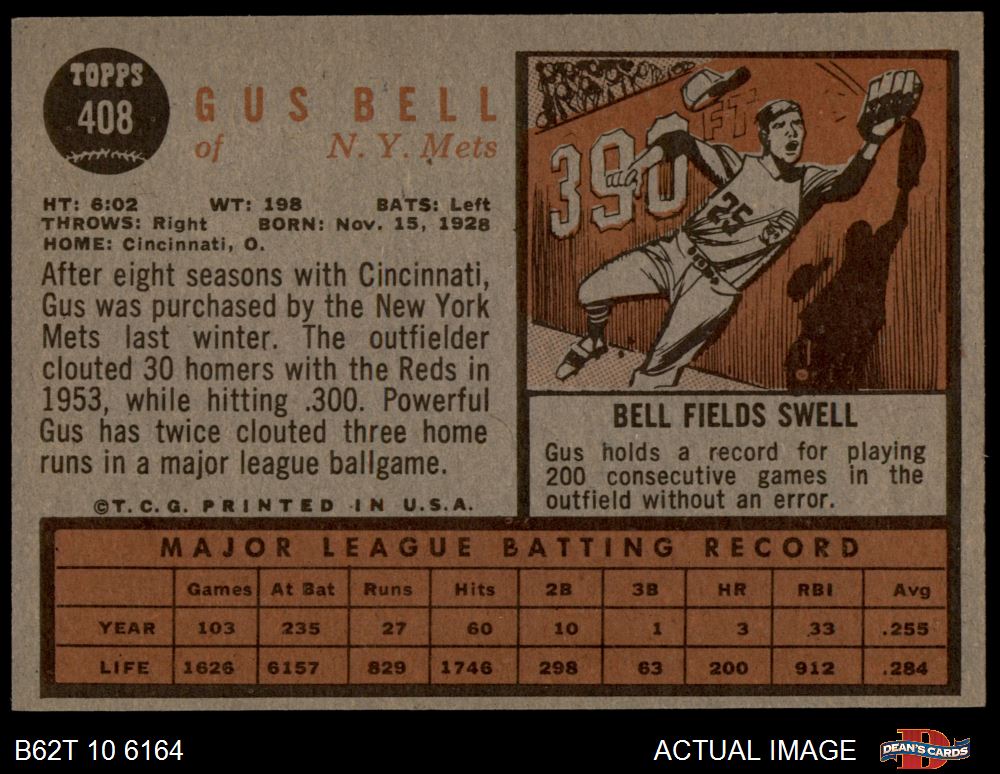 TOPPS
408
GUS BELL
of N. Y. Mets
HT: 6:02 WT: 198 BATS: Left
THROWS: Right BORN: Nov. 15, 1928
HOME: Cincinnati, O.
After eight seasons with Cincinnati,
Gus was purchased by the New York
Mets last winter. The outfielder
clouted 30 homers with the Reds in
1953, while hitting .300. Powerful
Gus has twice clouted three home
runs in a major league ballgame.
©T. C. G. PRINTED IN U. S. A.
390 FT
25
BELL FIELDS SWELL
Gus holds a record for playing
200 consecutive games in the
outfield without an error.
MAJOR LEAGUE BATTING RECORD
Games At Bat Runs Hits 2B 3B HR RBI Avg
YEAR 103 235 27 60 10 1 3 33 .255
LIFE 1626 6157 829 1746 298 63 200 912 .284
B62T 10 6164 ACTUAL IMAGE DEAN'S CARDS